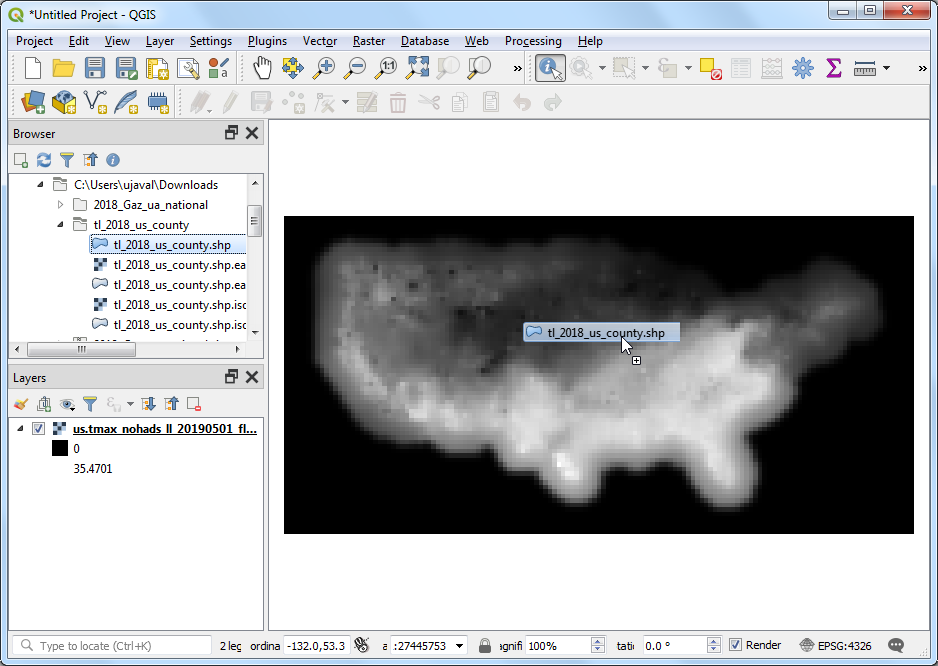 *Untitled Project - QGIS
Project Edit View Layer Settings Plugins Vector Raster Database Web Processing Help
1:1 » »
Browser
C:\Users\ujaval\Downloads
2018_Gaz_ua_national
tl_2018_us_county
tl_2018_us_county.shp
tl_2018_us_county.shp.ea
tl_2018_us_county.shp.ea
tl_2018_us_county.shp.isc
tl_2018_us_county.shp.isc
tl_2018_us_county.shp
Layers
us.tmax_nohads_ll_20190501_fl...
0
35.4701
Type to locate (Ctrl+K) 2 leg ordina -132.0,53.3 a :27445753 agnifi 100% tatio 0.0 ° Render EPSG:4326